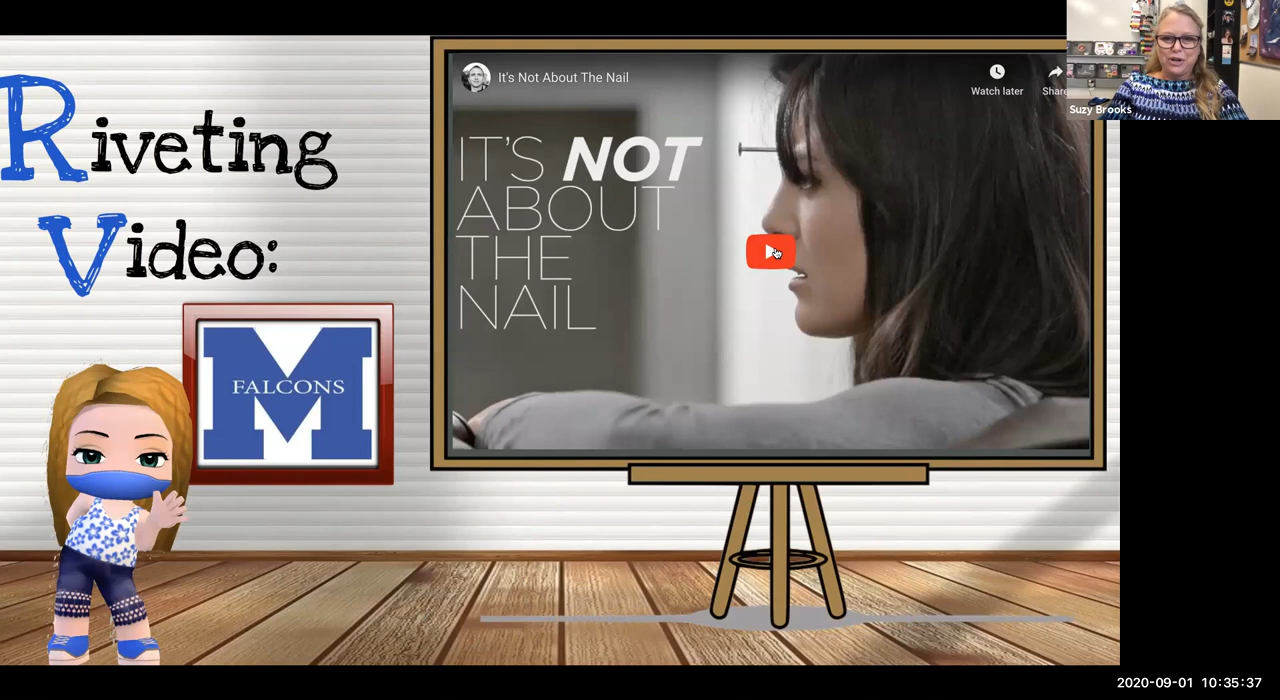 Riveting
Video:
FALCONS
M
It's Not About The Nail
Watch later
Share
IT'S NOT
ABOUT
THE
NAIL
Suzy Brooks
2020-09-01 10:35:37